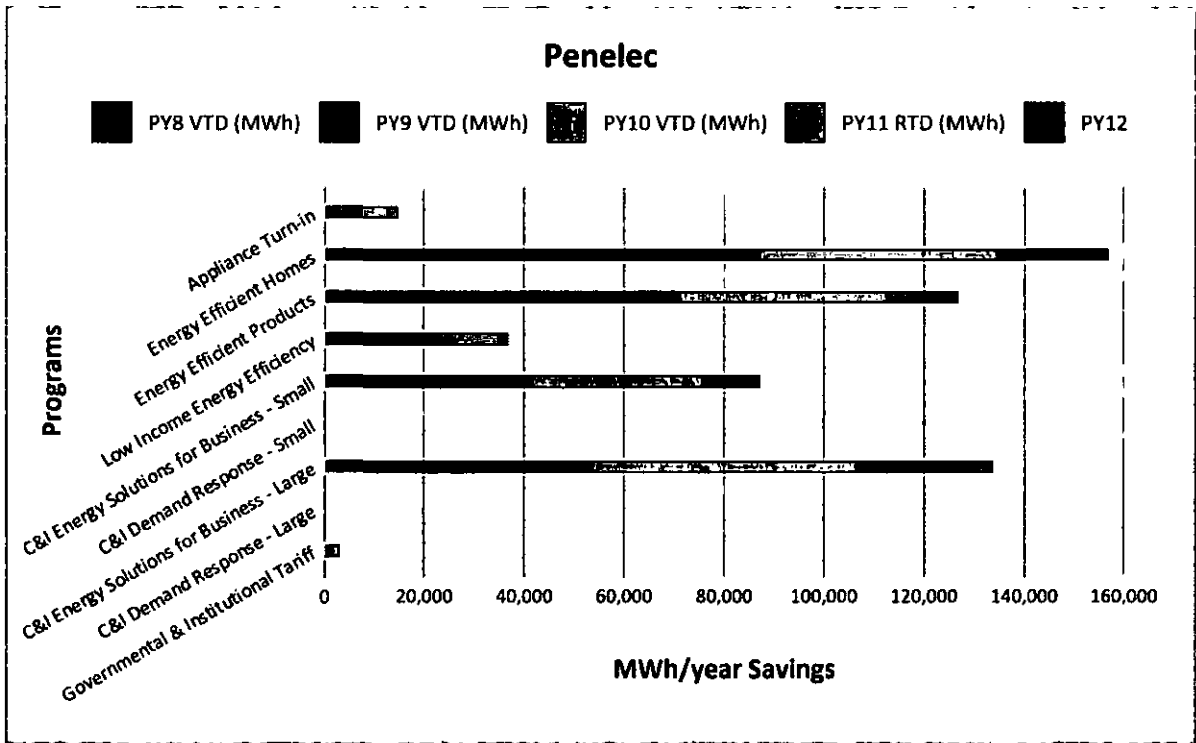 Penelec
PY8 VTD (MWh) PY9 VTD (MWh) PY10 VTD (MWh) PY11 RTD (MWh) PY12
Programs
Appliance Turn-in
Energy Efficient Homes
Energy Efficient Products
Low Income Energy Efficiency
C&I Energy Solutions for Business - Small
C&I Demand Response - Small
C&I Energy Solutions for Business - Large
C&I Demand Response - Large
Governmental & Institutional Tariff
0 20,000 40,000 60,000 80,000 100,000 120,000 140,000 160,000
MWh/year Savings